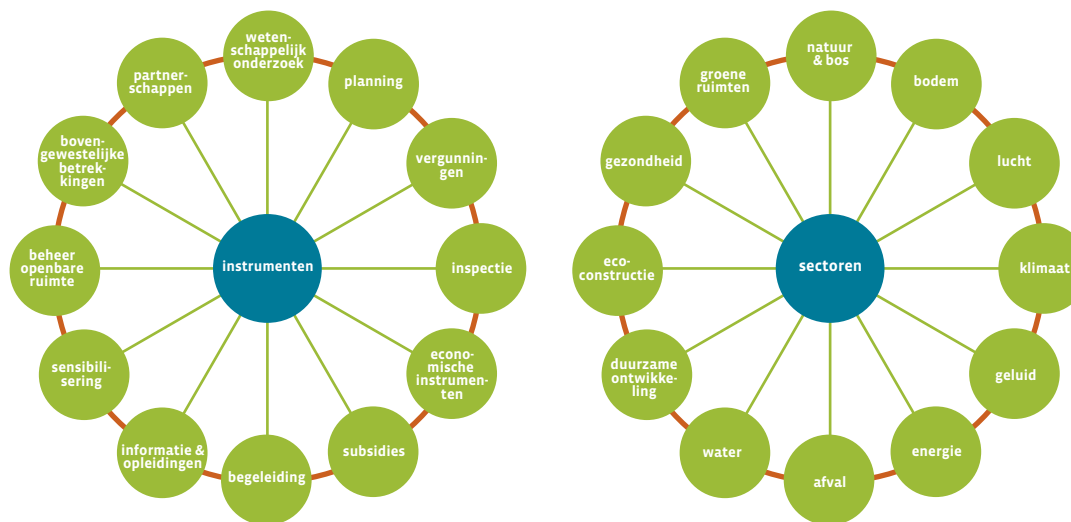 weten-
schappelijk
onderzoek
planning
vergunnin-
gen
inspectie
econo-
mische
instrumen-
ten
subsidies
begeleiding
informatie &
opleidingen
sensibili-
sering
beheer
openbare
ruimte
boven-
gewestelijke
betrek-
kingen
partner-
schappen
instrumenten
natuur
& bos
bodem
lucht
klimaat
geluid
energie
afval
water
duurzame
ontwikke-
ling
eco-
constructie
gezondheid
groene
ruimten
sectoren